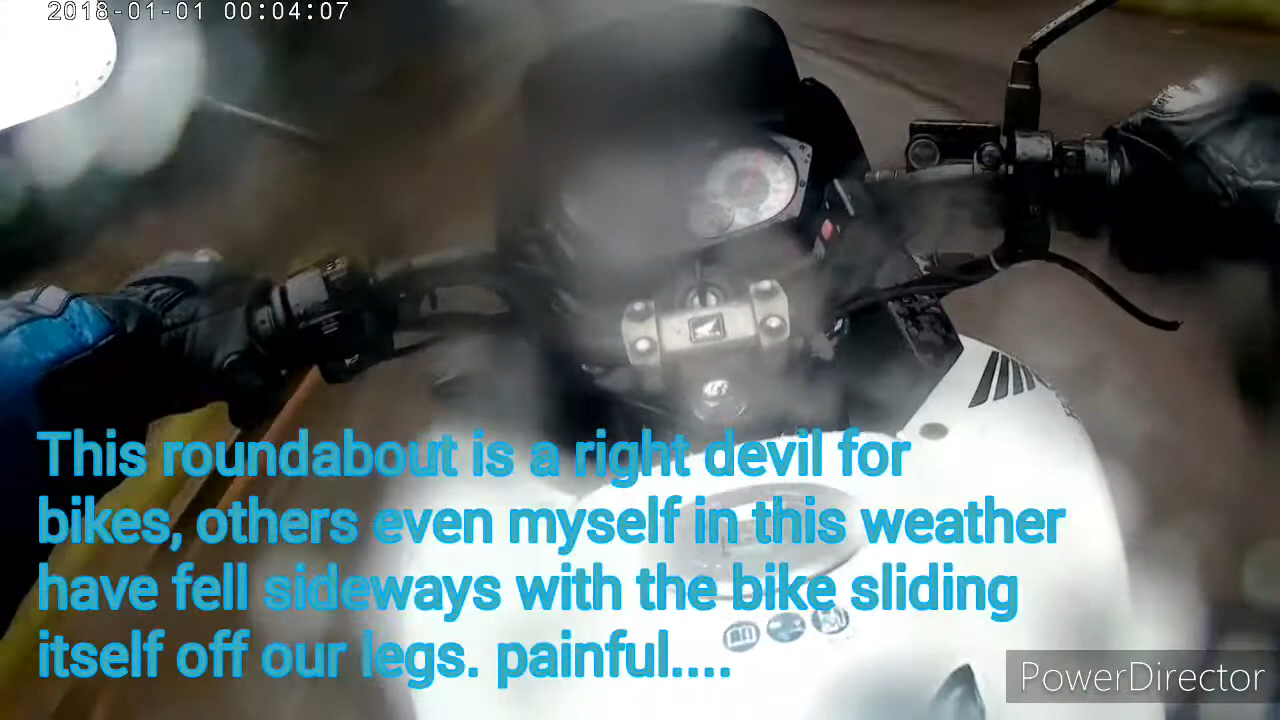 2018-01-01 00:04:07
This roundabout is a right devil for
bikes, others even myself in this weather
have fell sideways with the bike sliding
itself off our legs. painful....
PowerDirector